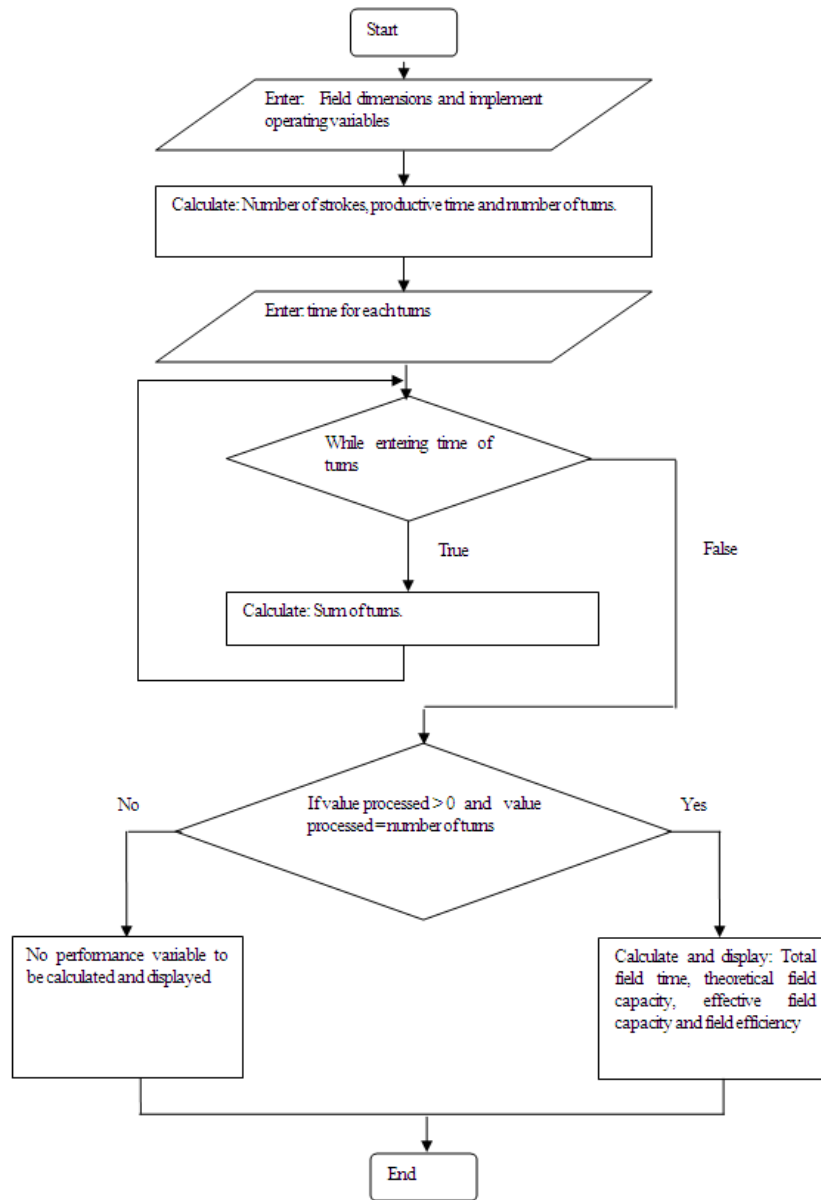 Start
Enter: Field dimensions and implement
operating variables
Calculate: Number of strokes, productive time and number of turns.
Enter: time for each turns
While entering time of
turns
True
False
Calculate: Sum of turns.
No
If value processed > 0 and value
processed = number of turns
Yes
No performance variable to
be calculated and displayed
Calculate and display: Total
field time, theoretical field
capacity, effective field
capacity and field efficiency
End